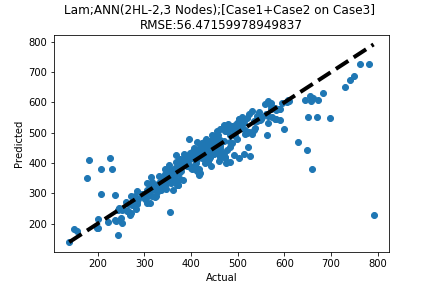 Lam;ANN(2HL-2,3 Nodes);[Case1+Case2 on Case3]
RMSE:56.47159978949837
800
700
600
500
400
300
200
Predicted
200 300 400 500 600 700 800
Actual